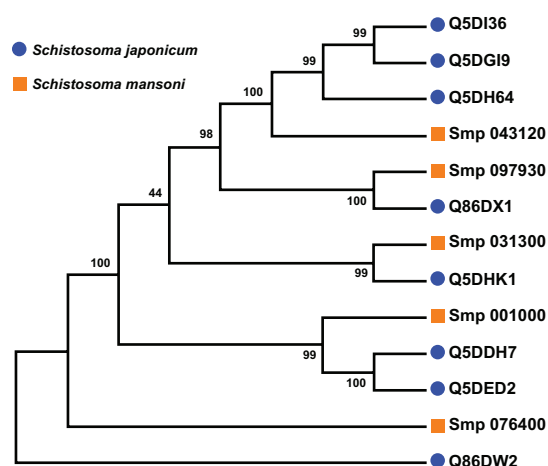 Schistosoma japonicum
Schistosoma mansoni
99
Q5DI36
99
Q5DGI9
100
Q5DH64
98
Smp 043120
44
Smp 097930
100
Q86DX1
100
Smp 031300
99
Q5DHK1
Smp 001000
99
Q5DDH7
100
Q5DED2
Smp 076400
Q86DW2